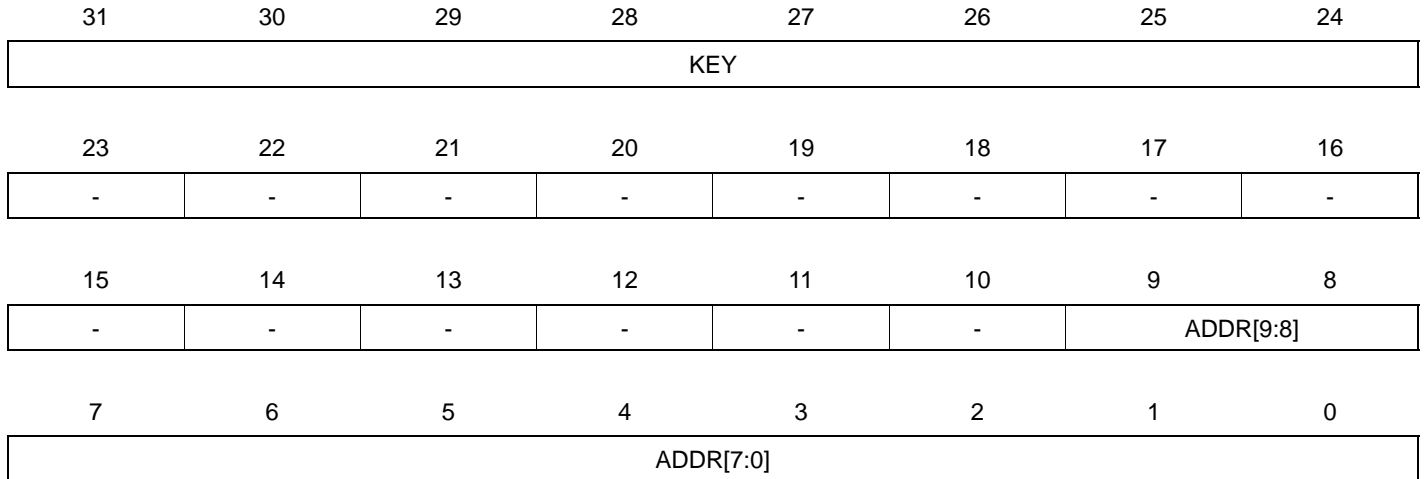 31 30 29 28 27 26 25 24
KEY
23 22 21 20 19 18 17 16
- - - - - - - -
15 14 13 12 11 10 9 8
- - - - - - ADDR[9:8]
7 6 5 4 3 2 1 0
ADDR[7:0]